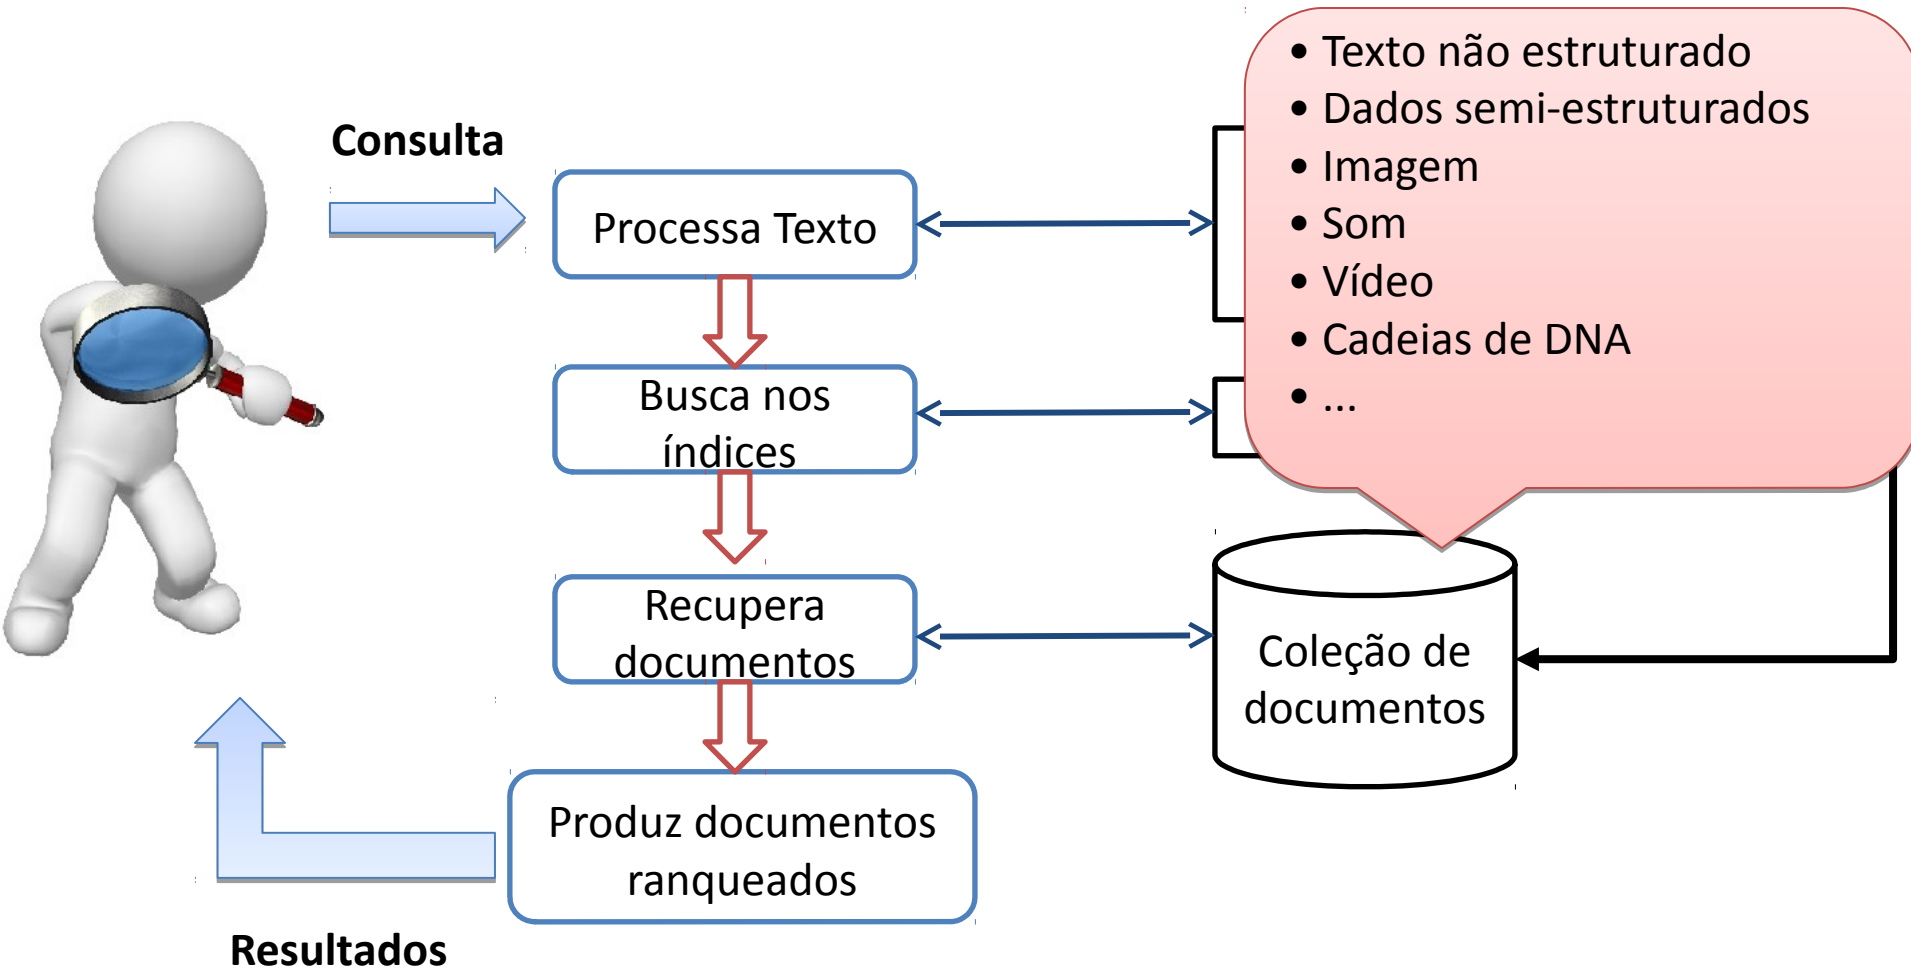 Consulta
Processa Texto
Busca nos
índices
Recupera
documentos
Produz documentos
ranqueados
Resultados
• Texto não estruturado
• Dados semi-estruturados
• Imagem
• Som
• Vídeo
• Cadeias de DNA
• ...
Coleção de
documentos